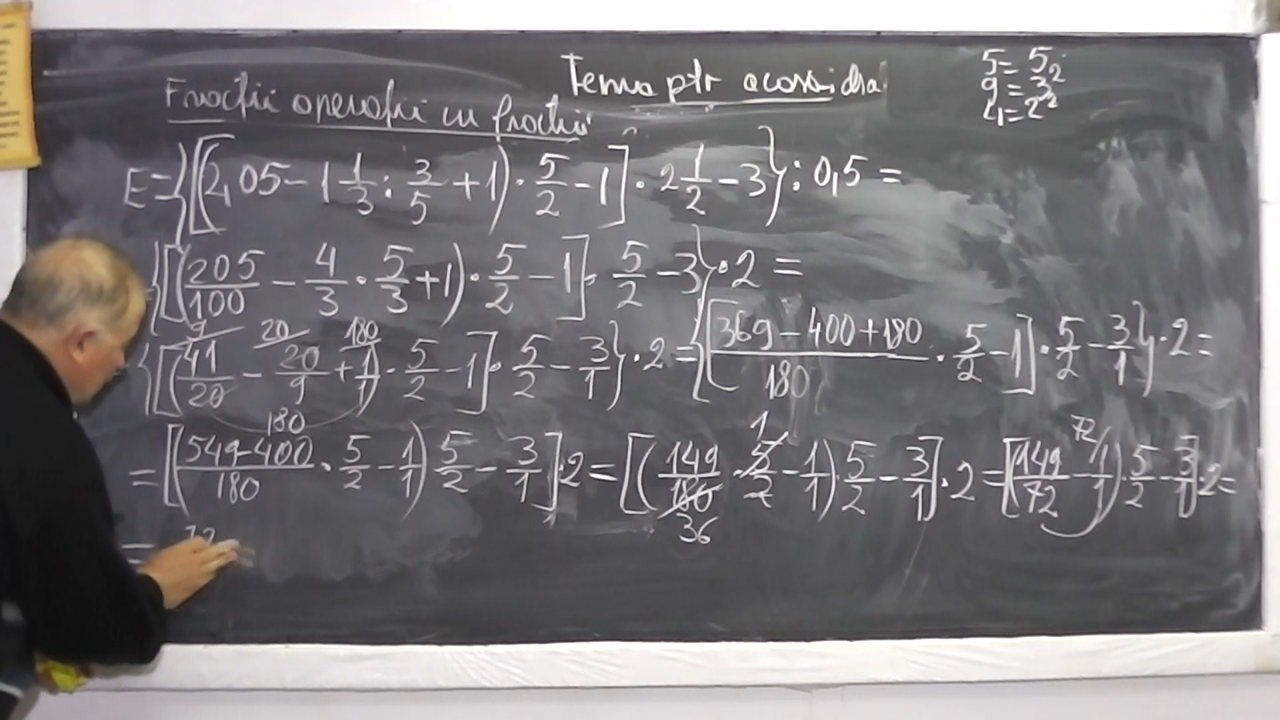 Tema ptr acasă
Fracții operații cu fracții
5 = 5
9 = 3²
4 = 2²
E = {[(2,05 - 1 1/3 : 3/5 + 1) · 5/2 - 1] · 2 1/2 - 3} : 0,5 =
{[(205/100 - 4/3 · 5/3 + 1) · 5/2 - 1] · 5/2 - 3} · 2 =
{[(41/20 - 20/9 + 1/1) · 5/2 - 1] · 5/2 - 3/1} · 2 = {[369 - 400 + 180/180 · 5/2 - 1] · 5/2 - 3/1} · 2 =
= [(549-400/180 · 5/2 - 1/1) 5/2 - 3/1] · 2 = [(149/180 · 5/2 - 1/1) · 5/2 - 3/1] · 2 = [(149/72 - 1/1) · 5/2 - 3/1] · 2 =
=